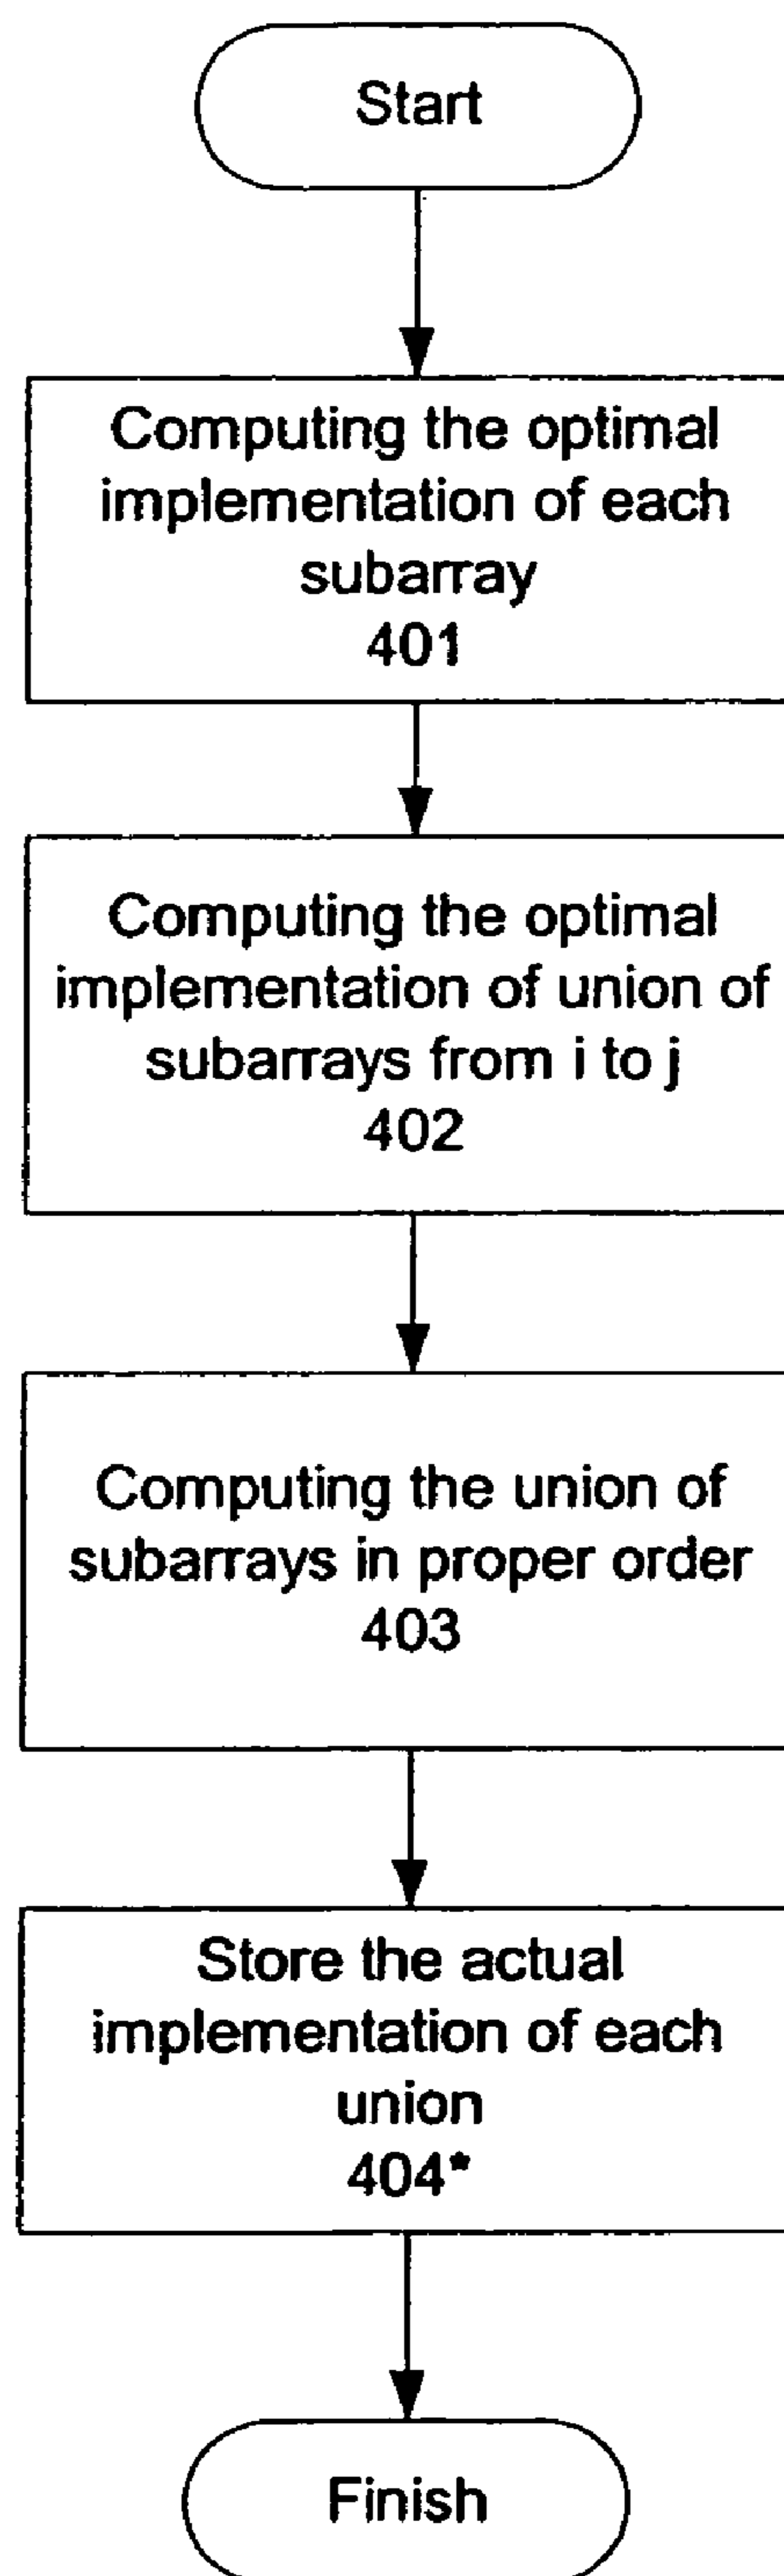 Start
Computing the optimal
implementation of each
subarray
401
Computing the optimal
implementation of union of
subarrays from i to j
402
Computing the union of
subarrays in proper order
403
Store the actual
implementation of each
union
404*
Finish